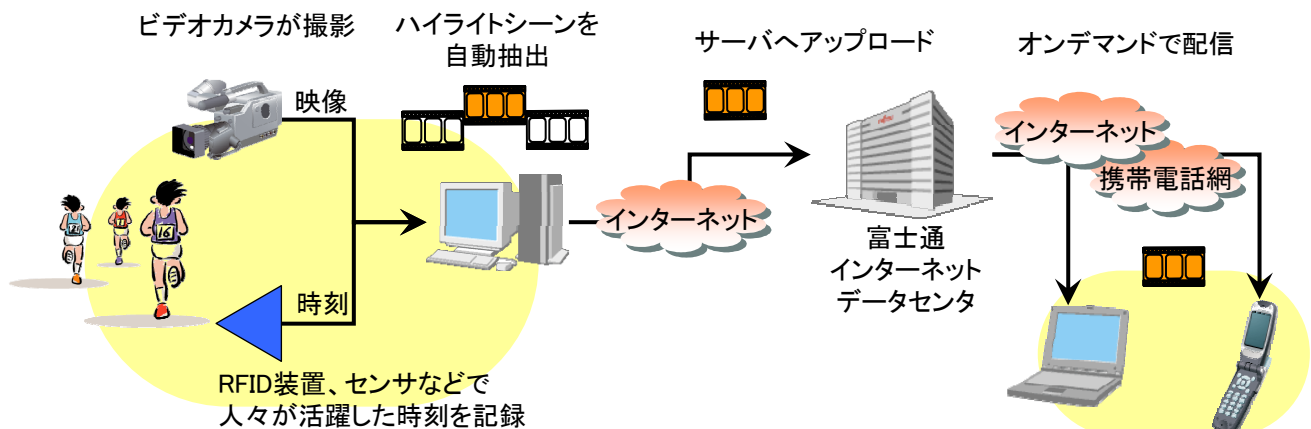 ビデオカメラが撮影
ハイライトシーンを
自動抽出
サーバへアップロード
オンデマンドで配信
映像
時刻
RFID装置、センサなどで
人々が活躍した時刻を記録
インターネット
富士通
インターネット
データセンタ
インターネット
携帯電話網
16